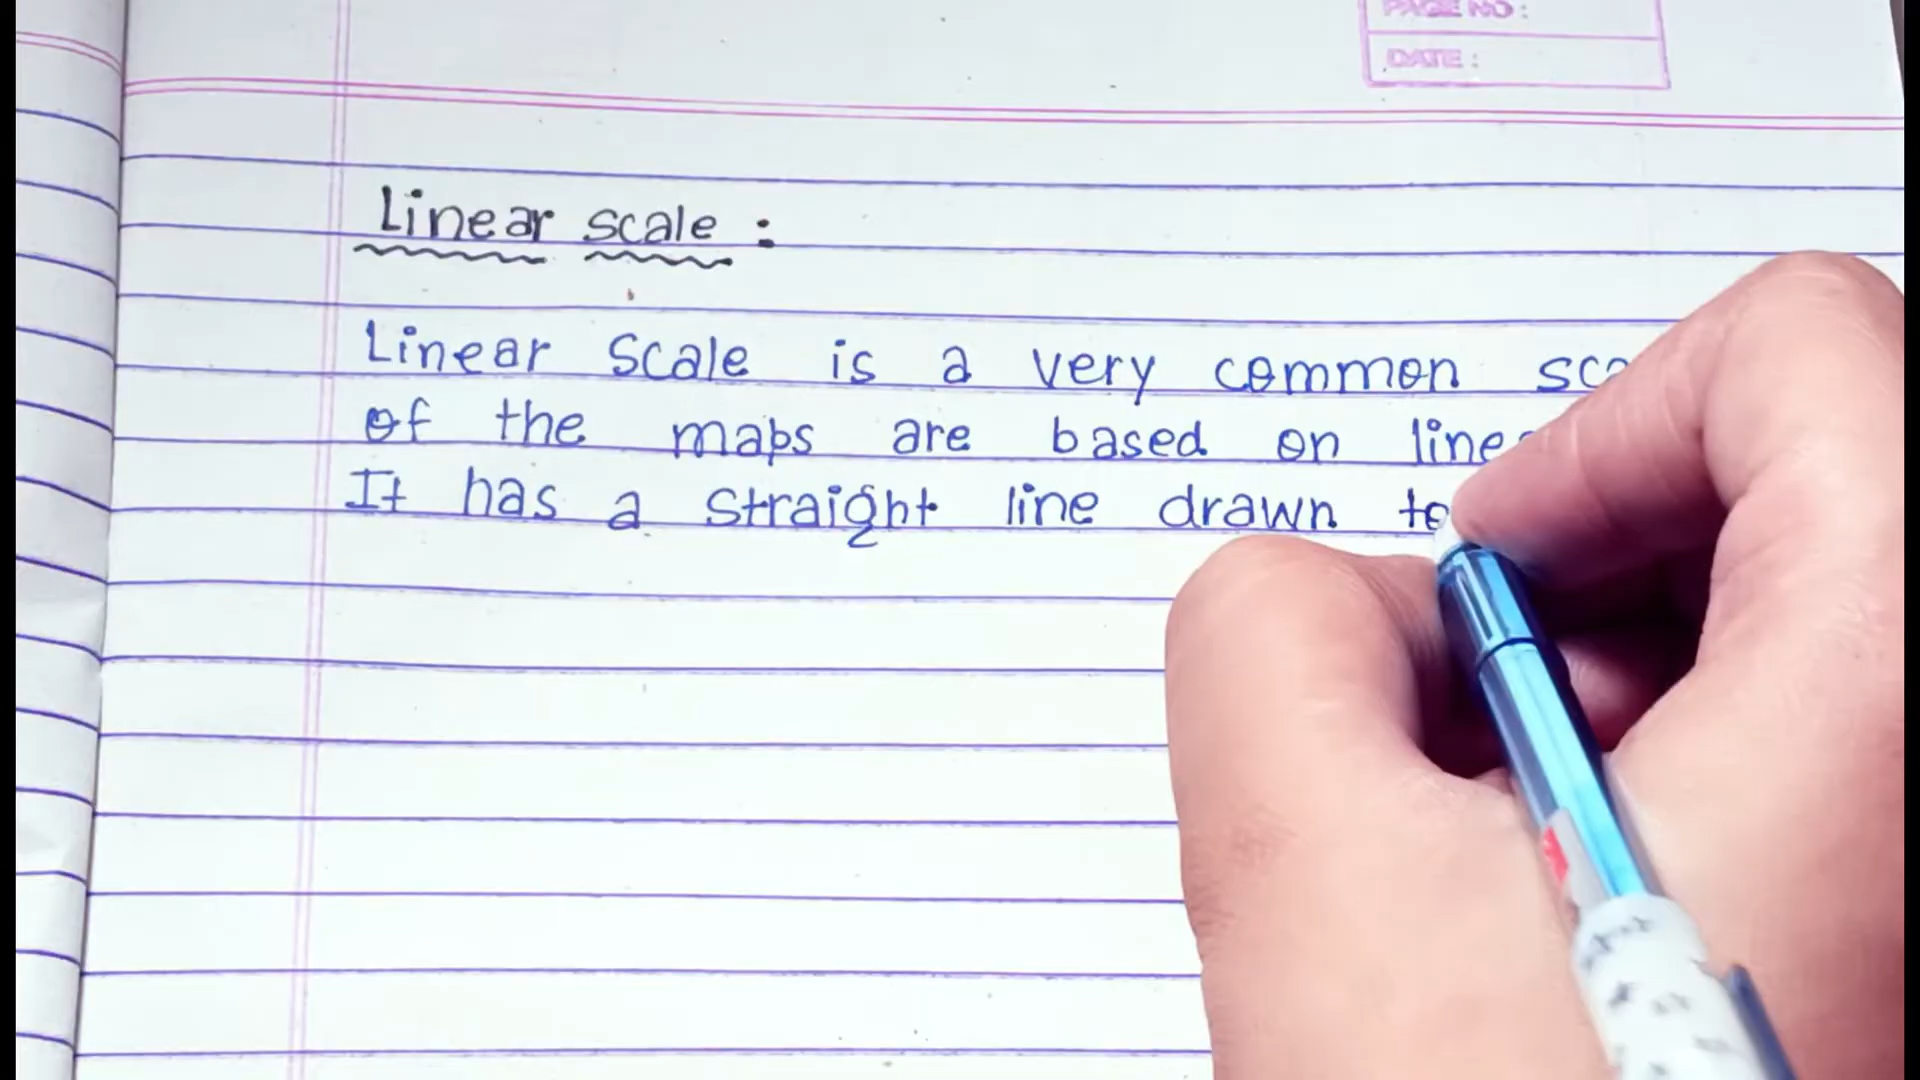 PAGE NO :
DATE :
Linear scale :
Linear Scale is a very common
of the maps are based on
It has a straight line drawn to